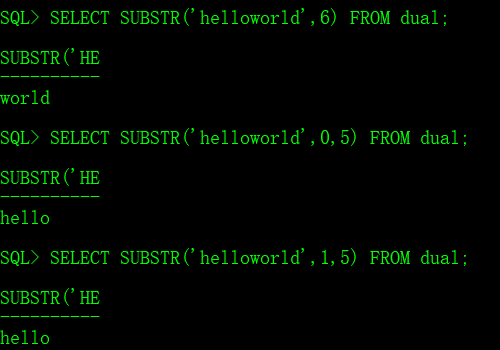 SQL> SELECT SUBSTR('helloworld',6) FROM dual;
SUBSTR('HE
----------
world
SQL> SELECT SUBSTR('helloworld',0,5) FROM dual;
SUBSTR('HE
----------
hello
SQL> SELECT SUBSTR('helloworld',1,5) FROM dual;
SUBSTR('HE
----------
hello